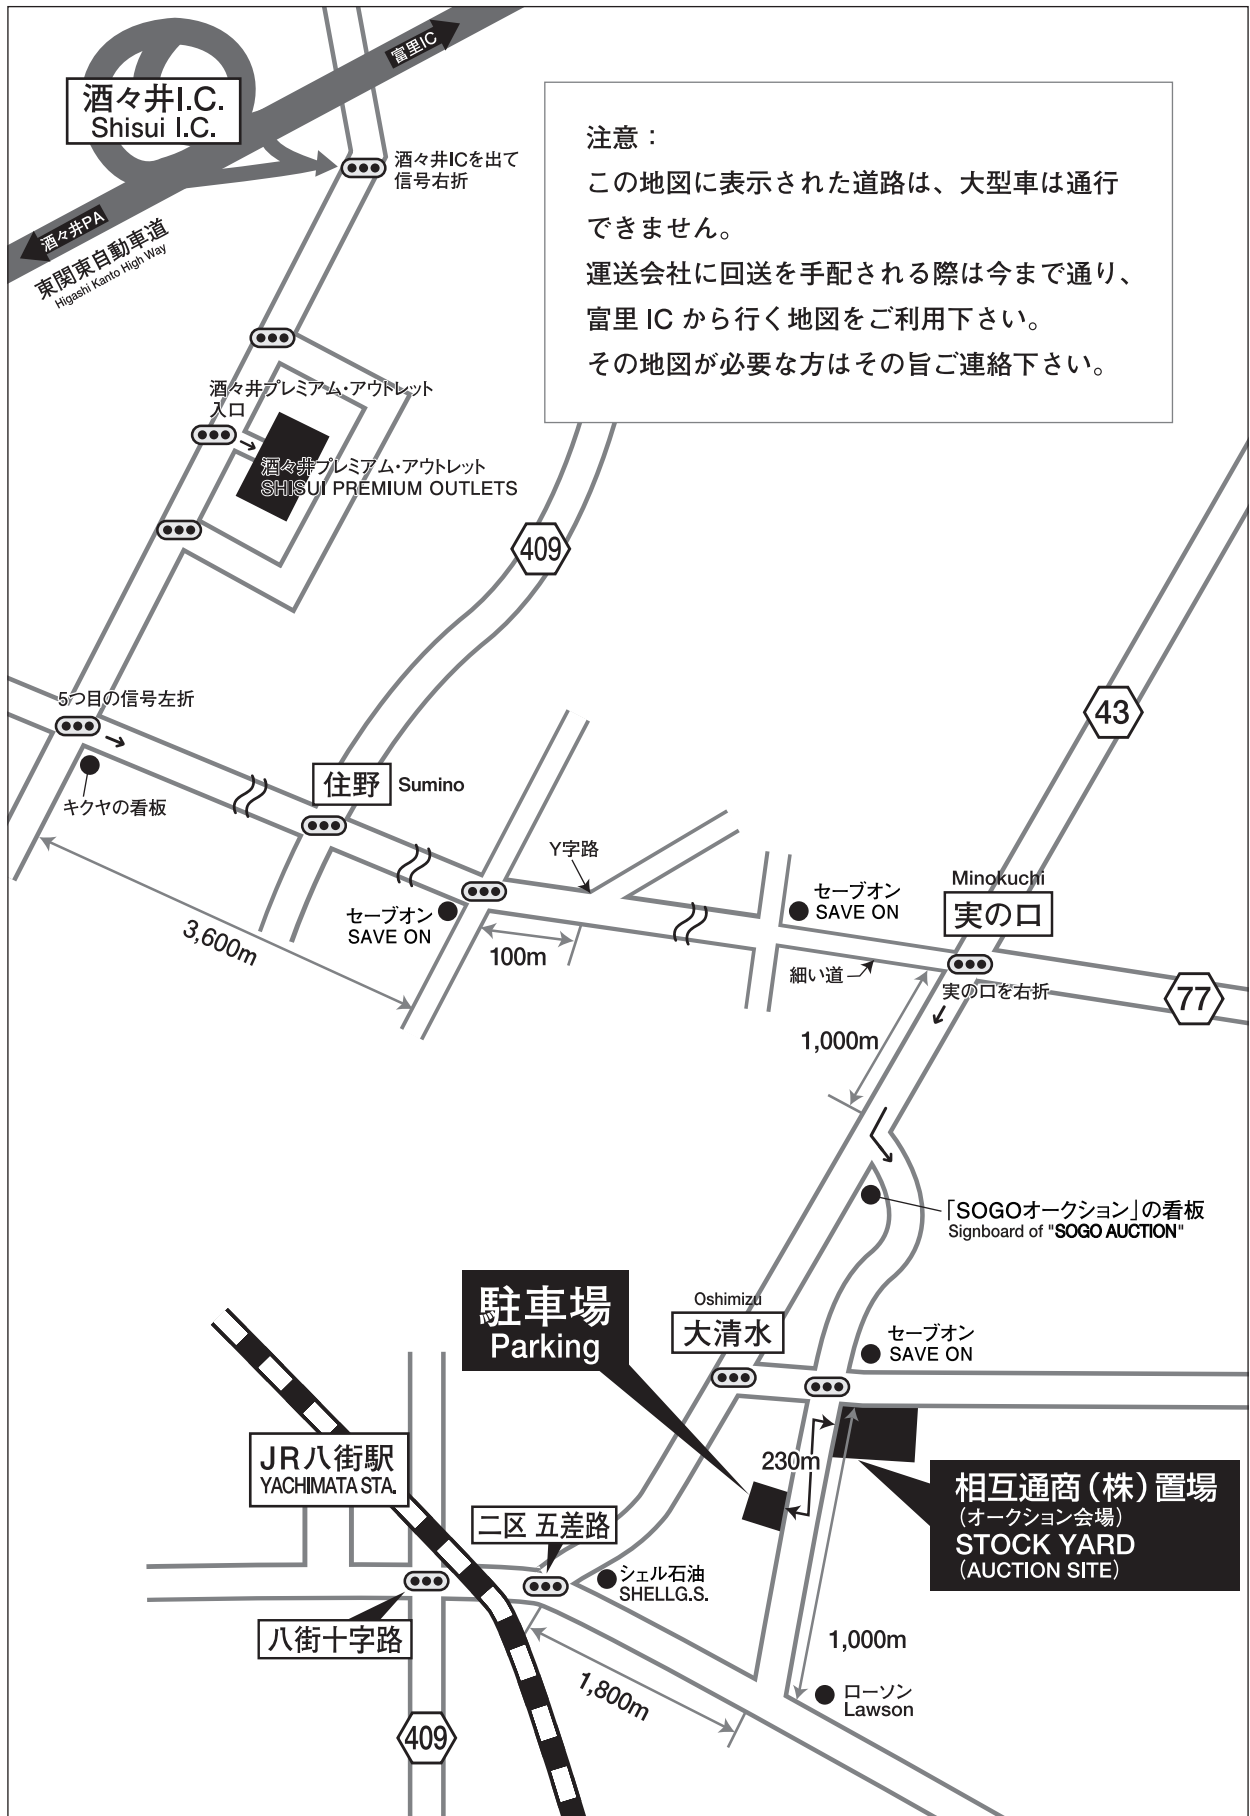 富里IC
酒々井I.C.
Shisui I.C.
酒々井ICを出て
信号右折
酒々井PA
東関東自動車道
Higashi Kanto High Way
注意：
この地図に表示された道路は、大型車は通行
できません。
運送会社に回送を手配される際は今まで通り、
富里 IC から行く地図をご利用下さい。
その地図が必要な方はその旨ご連絡下さい。
酒々井プレミアム・アウトレット
入口
酒々井プレミアム・アウトレット
SHISUI PREMIUM OUTLETS
409
5つ目の信号左折
43
キクヤの看板
住野
Sumino
Y字路
セーブオン
SAVE ON
3,600m
100m
セーブオン
SAVE ON
Minokuchi
実の口
細い道
実の口を右折
77
1,000m
「SOGOオークション」の看板
Signboard of "SOGO AUCTION"
駐車場
Parking
Oshimizu
大清水
セーブオン
SAVE ON
JR八街駅
YACHIMATA STA.
230m
相互通商(株)置場
(オークション会場)
STOCK YARD
(AUCTION SITE)
二区 五差路
シェル石油
SHELLG.S.
八街十字路
1,000m
1,800m
ローソン
Lawson
409